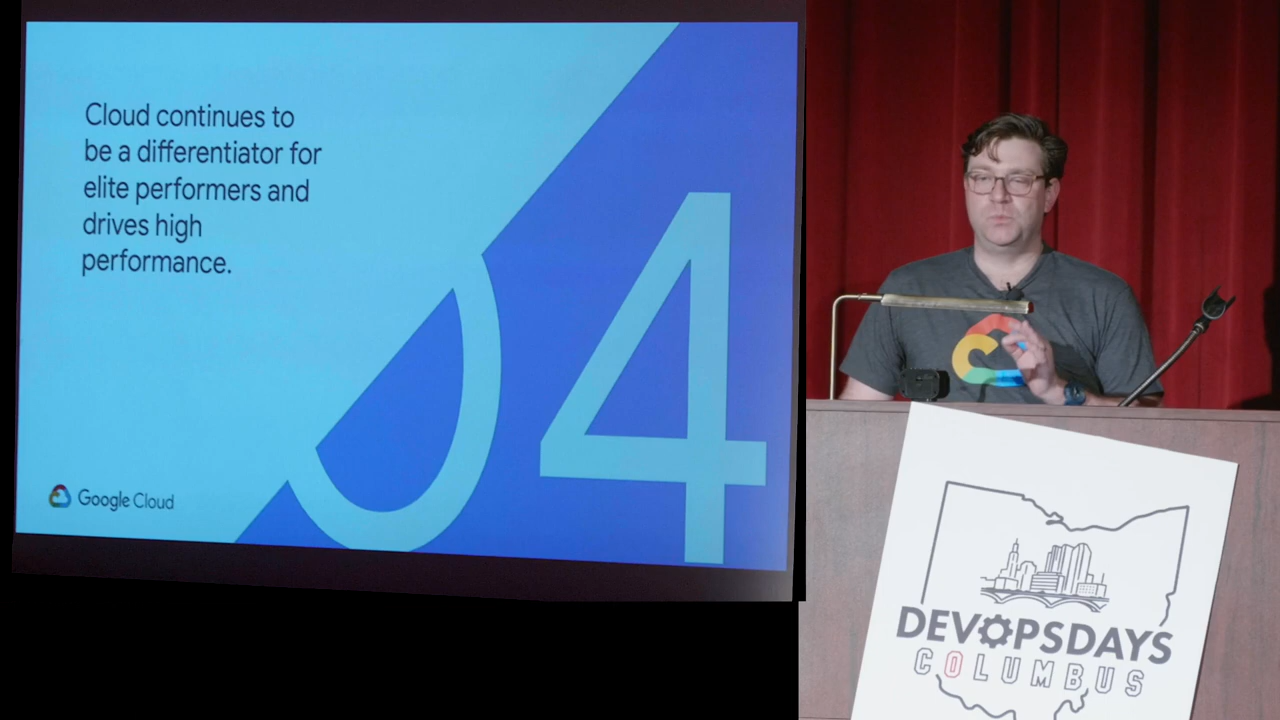 Cloud continues to
be a differentiator for
elite performers and
drives high
performance.
04
Google Cloud
DEVOPSDAYS
COLUMBUS